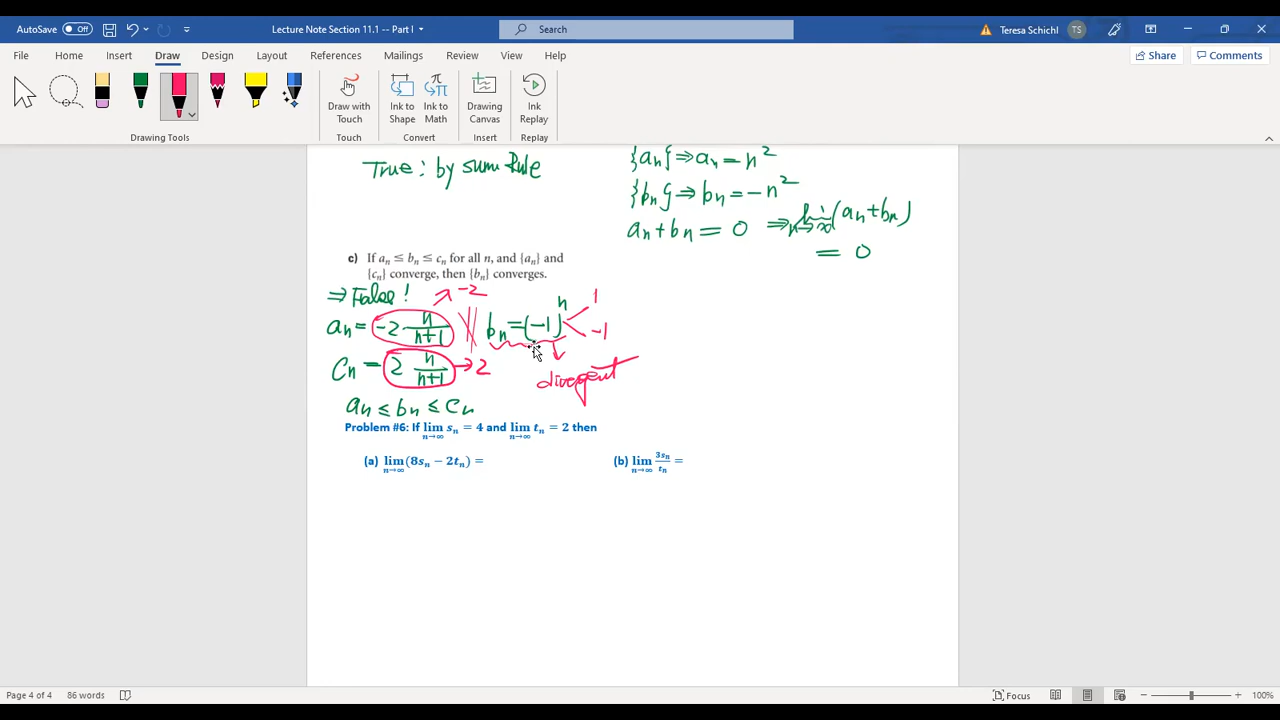 AutoSave Off Lecture Note Section 11.1 -- Part I Search Teresa Schichl TS
File Home Insert Draw Design Layout References Mailings Review View Help Share Comments
Draw with Touch Ink to Shape Ink to Math Drawing Canvas Ink Replay
Drawing Tools Touch Convert Insert Replay
True: by sum Rule
{an} ⇒ an = n²
{bn} ⇒ bn = -n²
an + bn = 0 ⇒ lim n→∞ (an + bn)
= 0
c) If an ≤ bn ≤ cn for all n, and {an} and
{cn} converge, then {bn} converges.
⇒ False! → -2
an = -2 n/(n+1) bn = (-1)^n < 1 -1
Cn = 2 n/(n+1) → 2 divergent
an ≤ bn ≤ cn
Problem #6: If lim n→∞ sn = 4 and lim n→∞ tn = 2 then
(a) lim n→∞ (8sn − 2tn) = (b) lim n→∞ 3sn/tn =
Page 4 of 4 86 words Focus 100%